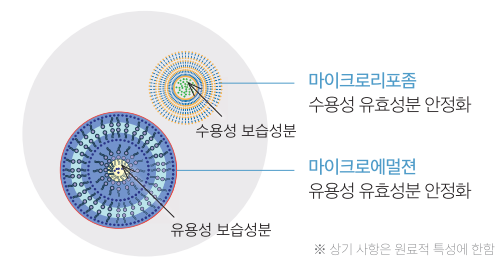 마이크로리포좀
수용성 유효성분 안정화
수용성 보습성분
마이크로에멀젼
유용성 유효성분 안정화
유용성 보습성분
※ 상기 사항은 원료적 특성에 한함